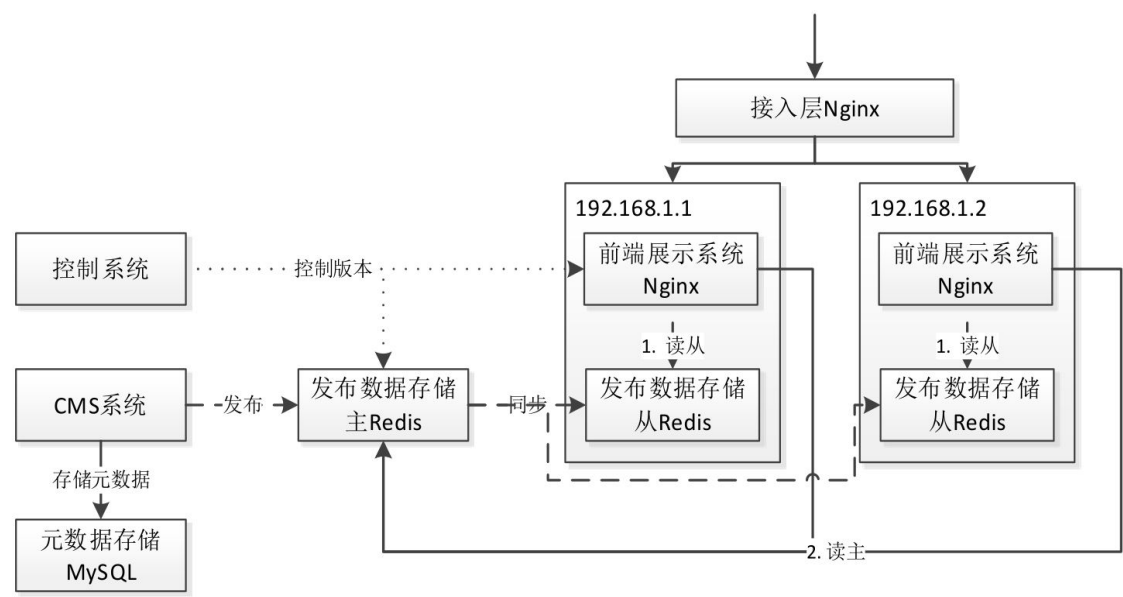 接入层Nginx
192.168.1.1
192.168.1.2
控制系统
控制版本
前端展示系统
Nginx
前端展示系统
Nginx
1. 读从
1. 读从
CMS系统
发布
发布数据存储
主Redis
同步
发布数据存储
从Redis
发布数据存储
从Redis
存储元数据
元数据存储
MySQL
2. 读主